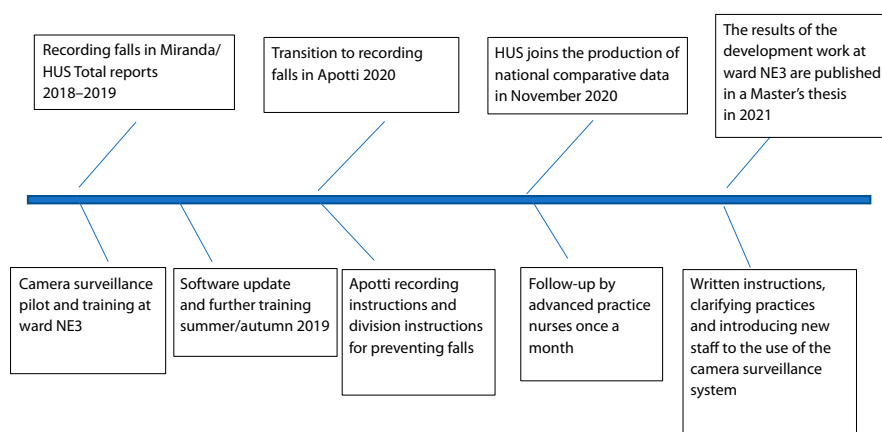 Recording falls in Miranda/
HUS Total reports
2018–2019
Transition to recording
falls in Apotti 2020
HUS joins the production of
national comparative data
in November 2020
The results of the
development work at
ward NE3 are published
in a Master’s thesis
in 2021
Camera surveillance
pilot and training at
ward NE3
Software update
and further training
summer/autumn 2019
Apotti recording
instructions and
division instructions
for preventing falls
Follow-up by
advanced practice
nurses once a
month
Written instructions,
clarifying practices
and introducing new
staff to the use of the
camera surveillance
system